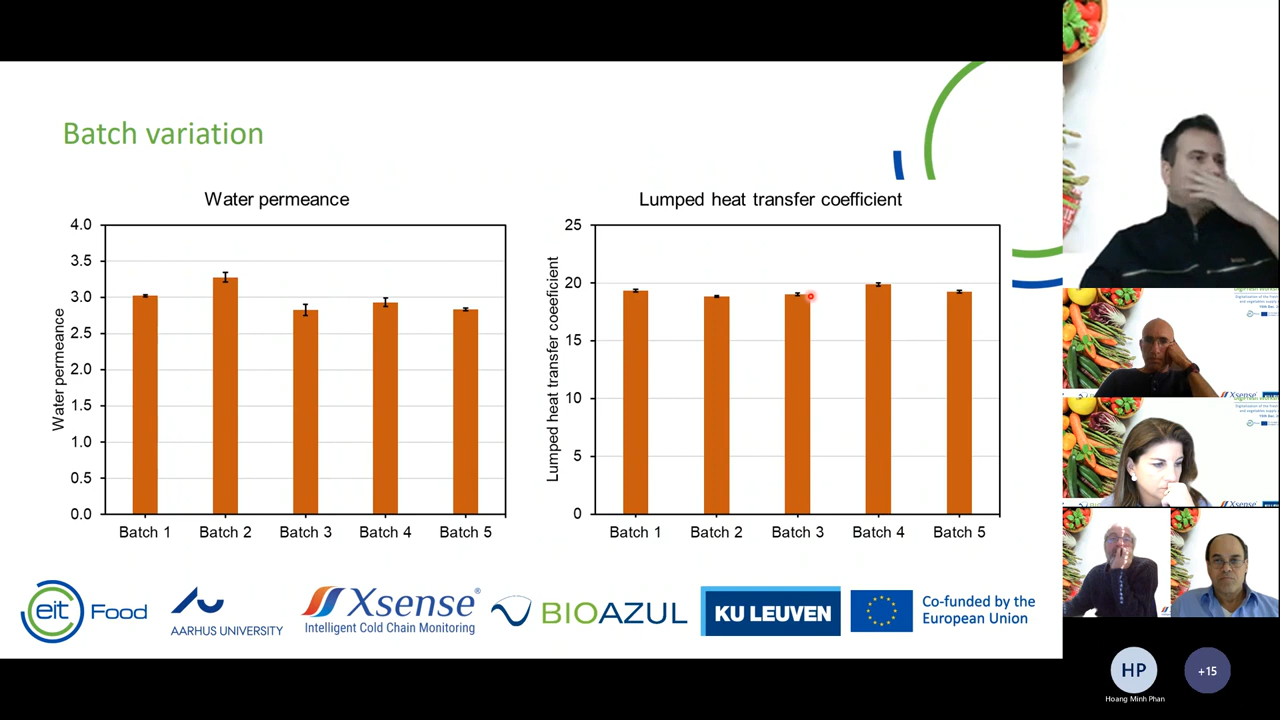 Batch variation
Water permeance
4.0
3.5
3.0
2.5
2.0
1.5
1.0
0.5
0.0
Water permeance
Batch 1 Batch 2 Batch 3 Batch 4 Batch 5
Lumped heat transfer coefficient
25
20
15
10
5
0
Lumped heat transfer coefficient
Batch 1 Batch 2 Batch 3 Batch 4 Batch 5
eit Food
AARHUS UNIVERSITY
Xsense®
Intelligent Cold Chain Monitoring
BIOAZUL
KU LEUVEN
Co-funded by the
European Union
Xsense
HP
Hoang Minh Phan
+15